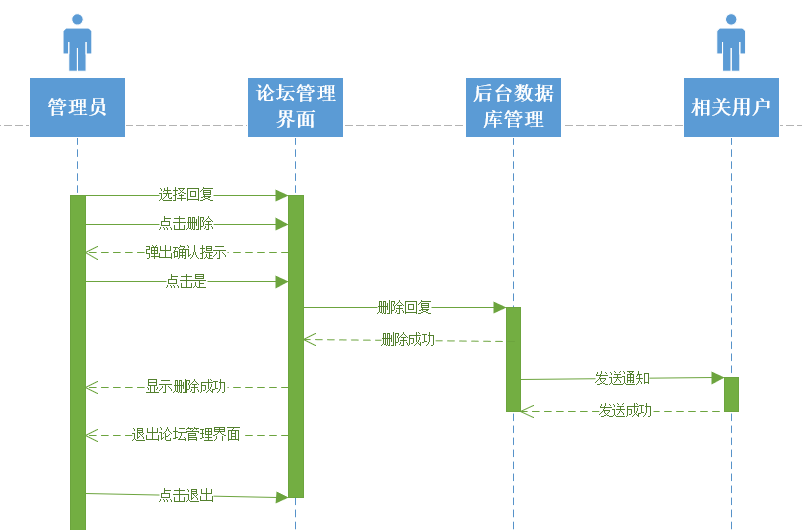 管理员
论坛管理
界面
后台数据
库管理
相关用户
选择回复
点击删除
弹出确认提示
点击是
删除回复
删除成功
发送通知
显示删除成功
发送成功
退出论坛管理界面
点击退出